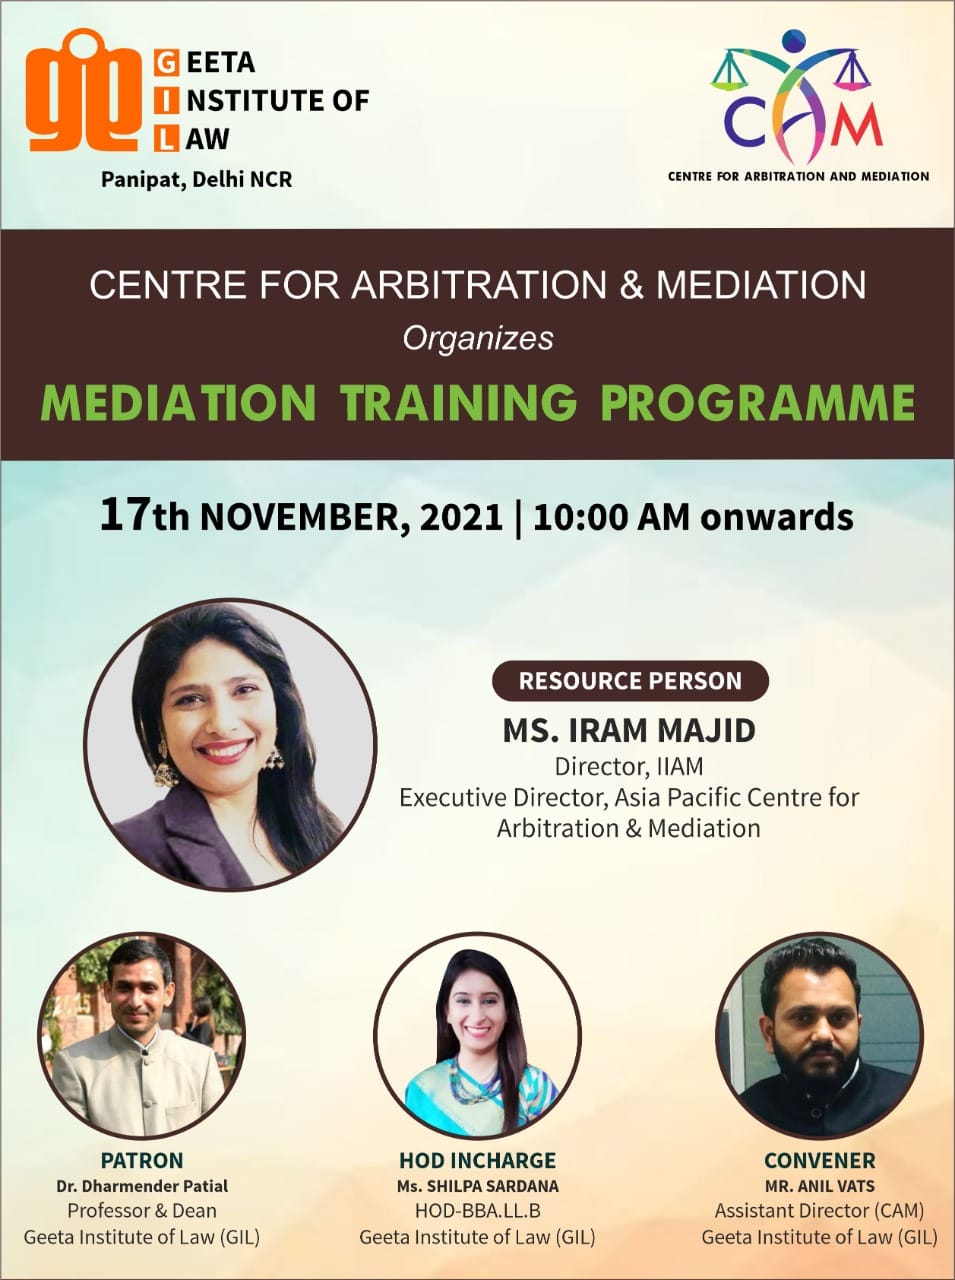 GEETA
INSTITUTE OF
LAW
Panipat, Delhi NCR
CAM
CENTRE FOR ARBITRATION AND MEDIATION
CENTRE FOR ARBITRATION & MEDIATION
Organizes
MEDIATION TRAINING PROGRAMME
17th NOVEMBER, 2021 | 10:00 AM onwards
RESOURCE PERSON
MS. IRAM MAJID
Director, IIAM
Executive Director, Asia Pacific Centre for
Arbitration & Mediation
PATRON
Dr. Dharmender Patial
Professor & Dean
Geeta Institute of Law (GIL)
HOD INCHARGE
Ms. SHILPA SARDANA
HOD-BBA.LL.B
Geeta Institute of Law (GIL)
CONVENER
MR. ANIL VATS
Assistant Director (CAM)
Geeta Institute of Law (GIL)